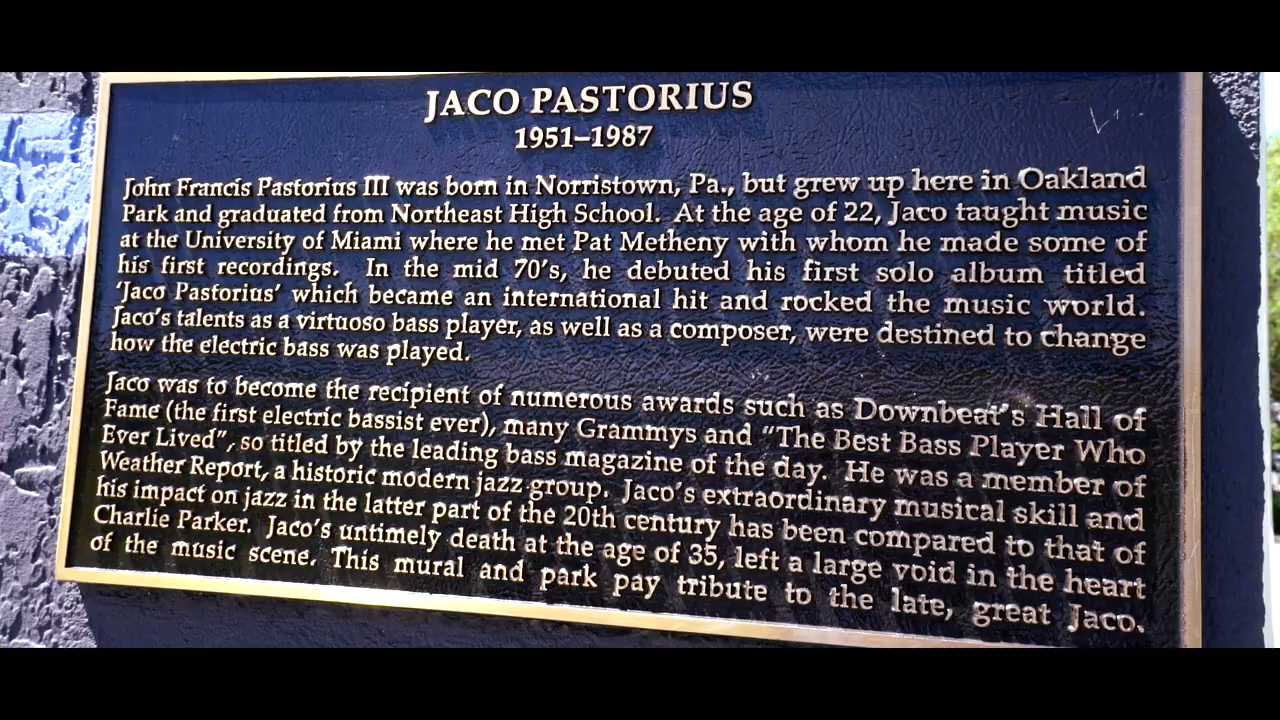 JACO PASTORIUS
1951–1987
John Francis Pastorius III was born in Norristown, Pa., but grew up here in Oakland
Park and graduated from Northeast High School. At the age of 22, Jaco taught music
at the University of Miami where he met Pat Metheny with whom he made some of
his first recordings. In the mid 70's, he debuted his first solo album titled
'Jaco Pastorius' which became an international hit and rocked the music world.
Jaco's talents as a virtuoso bass player, as well as a composer, were destined to change
how the electric bass was played.
Jaco was to become the recipient of numerous awards such as Downbeat's Hall of
Fame (the first electric bassist ever), many Grammys and "The Best Bass Player Who
Ever Lived", so titled by the leading bass magazine of the day. He was a member of
Weather Report, a historic modern jazz group. Jaco's extraordinary musical skill and
his impact on jazz in the latter part of the 20th century has been compared to that of
Charlie Parker. Jaco's untimely death at the age of 35, left a large void in the heart
of the music scene. This mural and park pay tribute to the late, great Jaco.